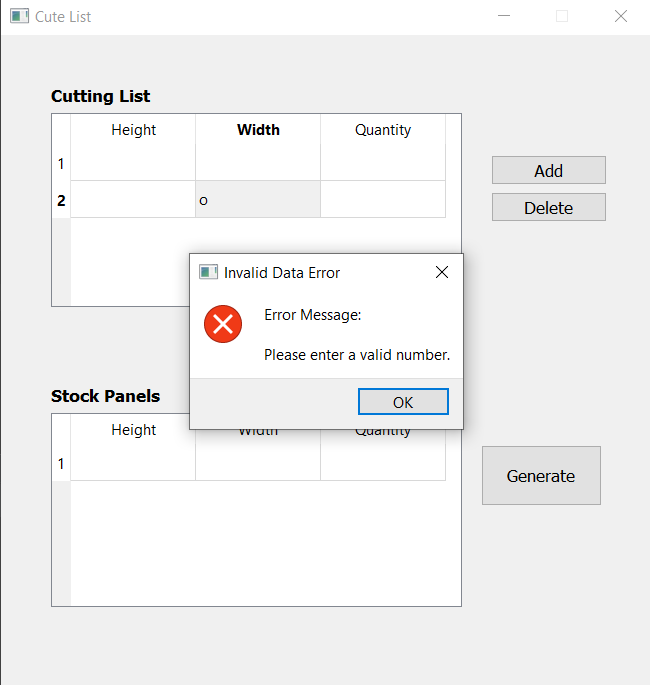 Cute List
Cutting List
Height Width Quantity
1
Add
2 o
Delete
Invalid Data Error
Error Message:
Please enter a valid number.
OK
Stock Panels
Height Width Quantity
1
Generate